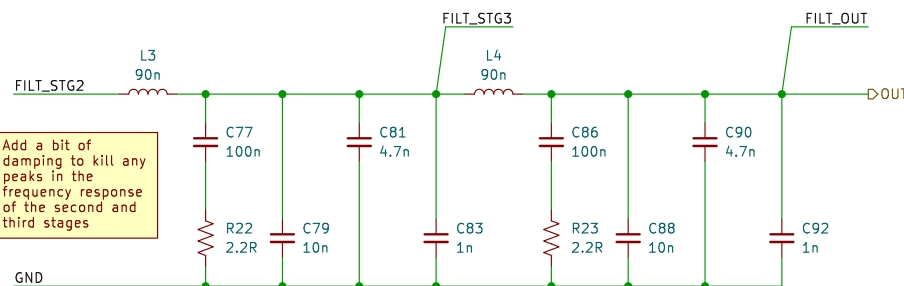 FILT_STG3
FILT_OUT
L3
90n
L4
90n
FILT_STG2
OUT
C77
100n
C81
4.7n
C86
100n
C90
4.7n
Add a bit of
damping to kill any
peaks in the
frequency response
of the second and
third stages
R22
2.2R
C79
10n
C83
1n
R23
2.2R
C88
10n
C92
1n
GND